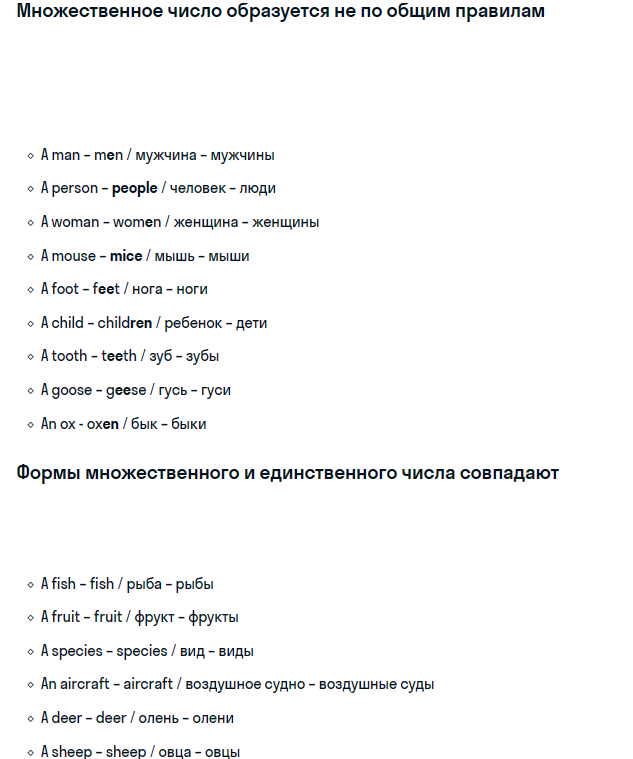 Множественное число образуется не по общим правилам
A man – men / мужчина – мужчины
A person – people / человек – люди
A woman – women / женщина – женщины
A mouse – mice / мышь – мыши
A foot – feet / нога – ноги
A child – children / ребенок – дети
A tooth – teeth / зуб – зубы
A goose – geese / гусь – гуси
An ox - oxen / бык – быки
Формы множественного и единственного числа совпадают
A fish – fish / рыба – рыбы
A fruit – fruit / фрукт – фрукты
A species – species / вид – виды
An aircraft – aircraft / воздушное судно – воздушные суды
A deer – deer / олень – олени
A sheep – sheep / овца – овцы